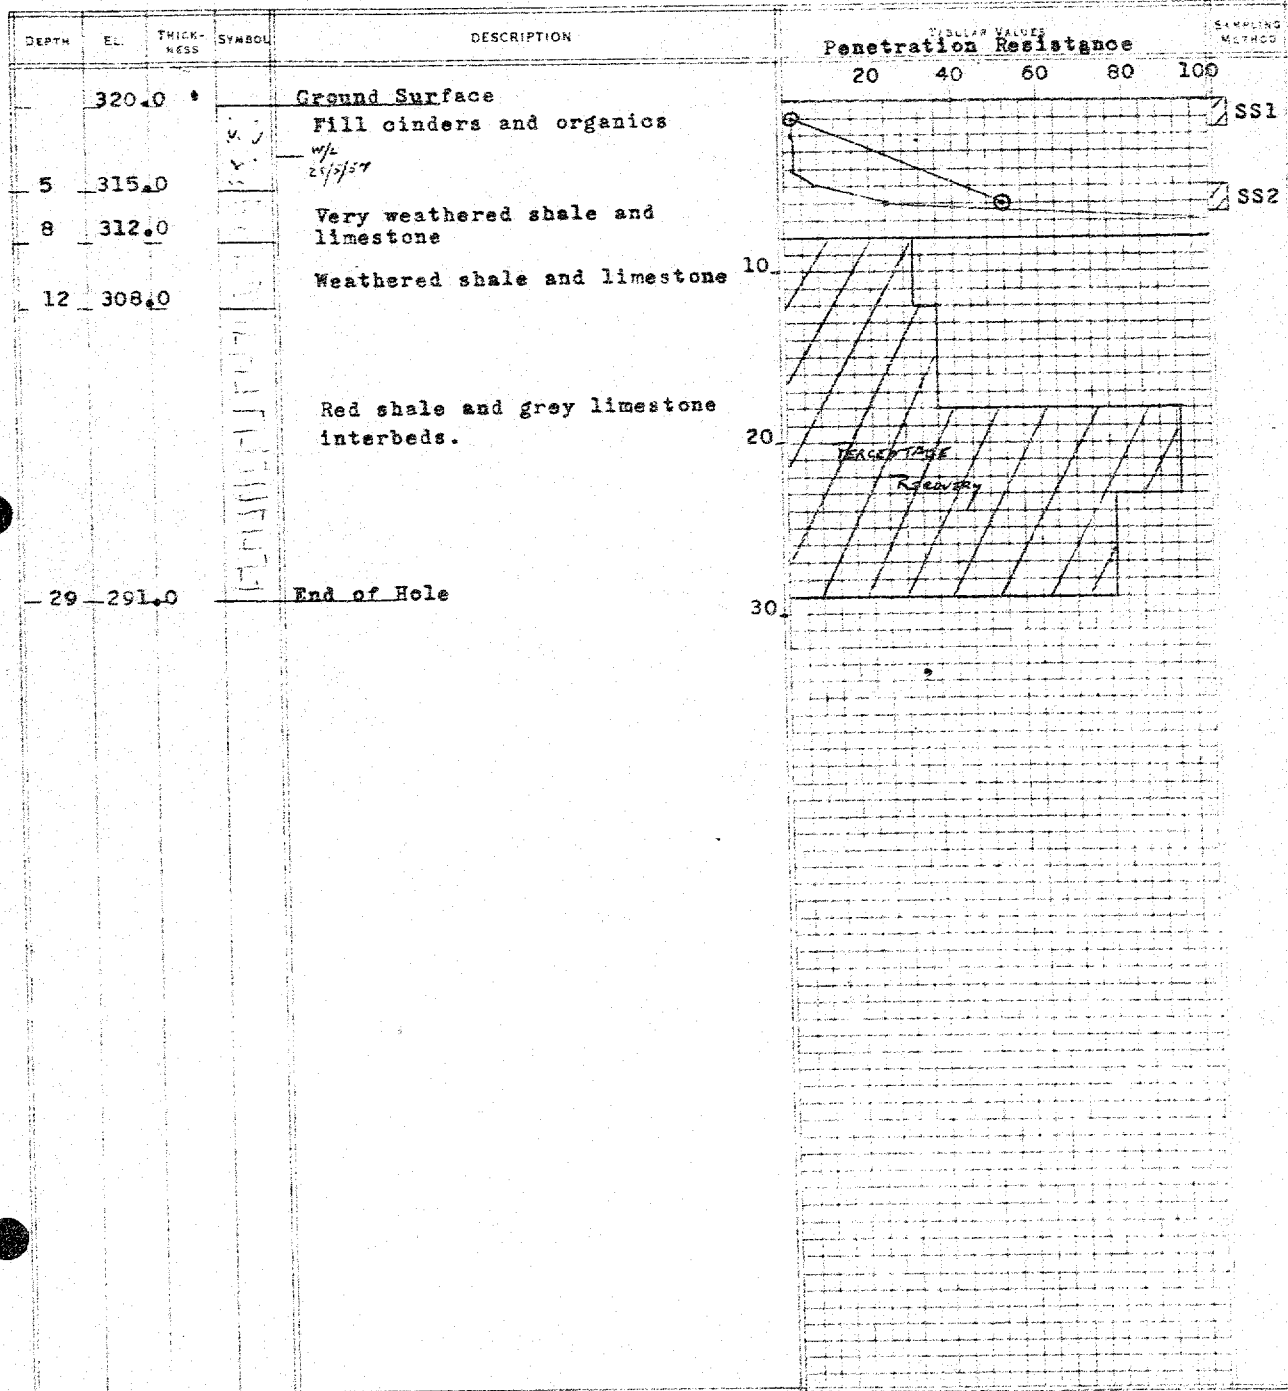 DEPTH EL. THICK-NESS SYMBOL DESCRIPTION TABULAR VALUES SAMPLING METHOD
Penetration Resistance
20 40 60 80 100
320.0 Ground Surface
Fill cinders and organics SS1
W/L
5 315.0
Very weathered shale and limestone SS2
8 312.0
Weathered shale and limestone 10
12 308.0
Red shale and grey limestone
interbeds. 20
PERCENTAGE
RECOVERY
29 291.0 End of Hole
30